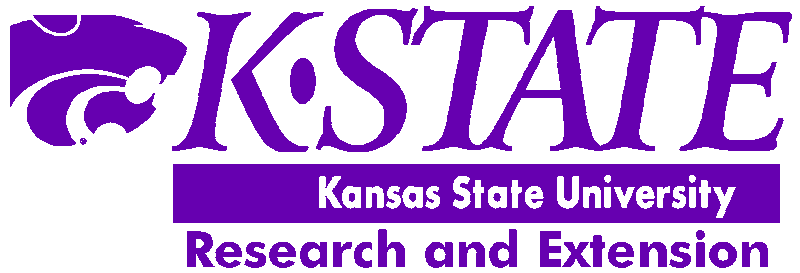 K•STATE
Kansas State University
Research and Extension